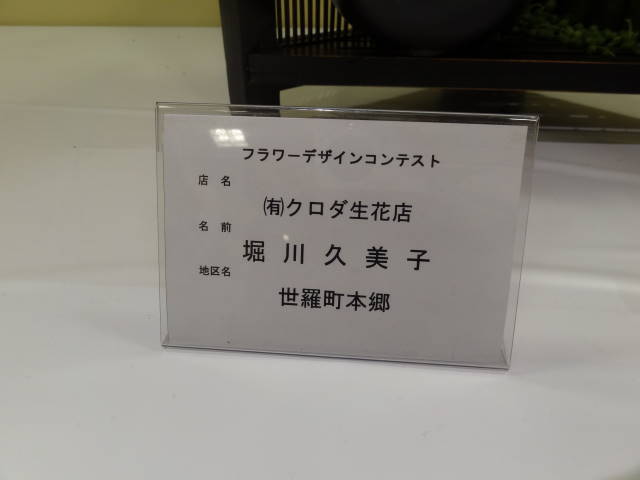 フラワーデザインコンテスト
店 名
㈲クロダ生花店
名 前
堀 川 久 美 子
地区名
世羅町本郷